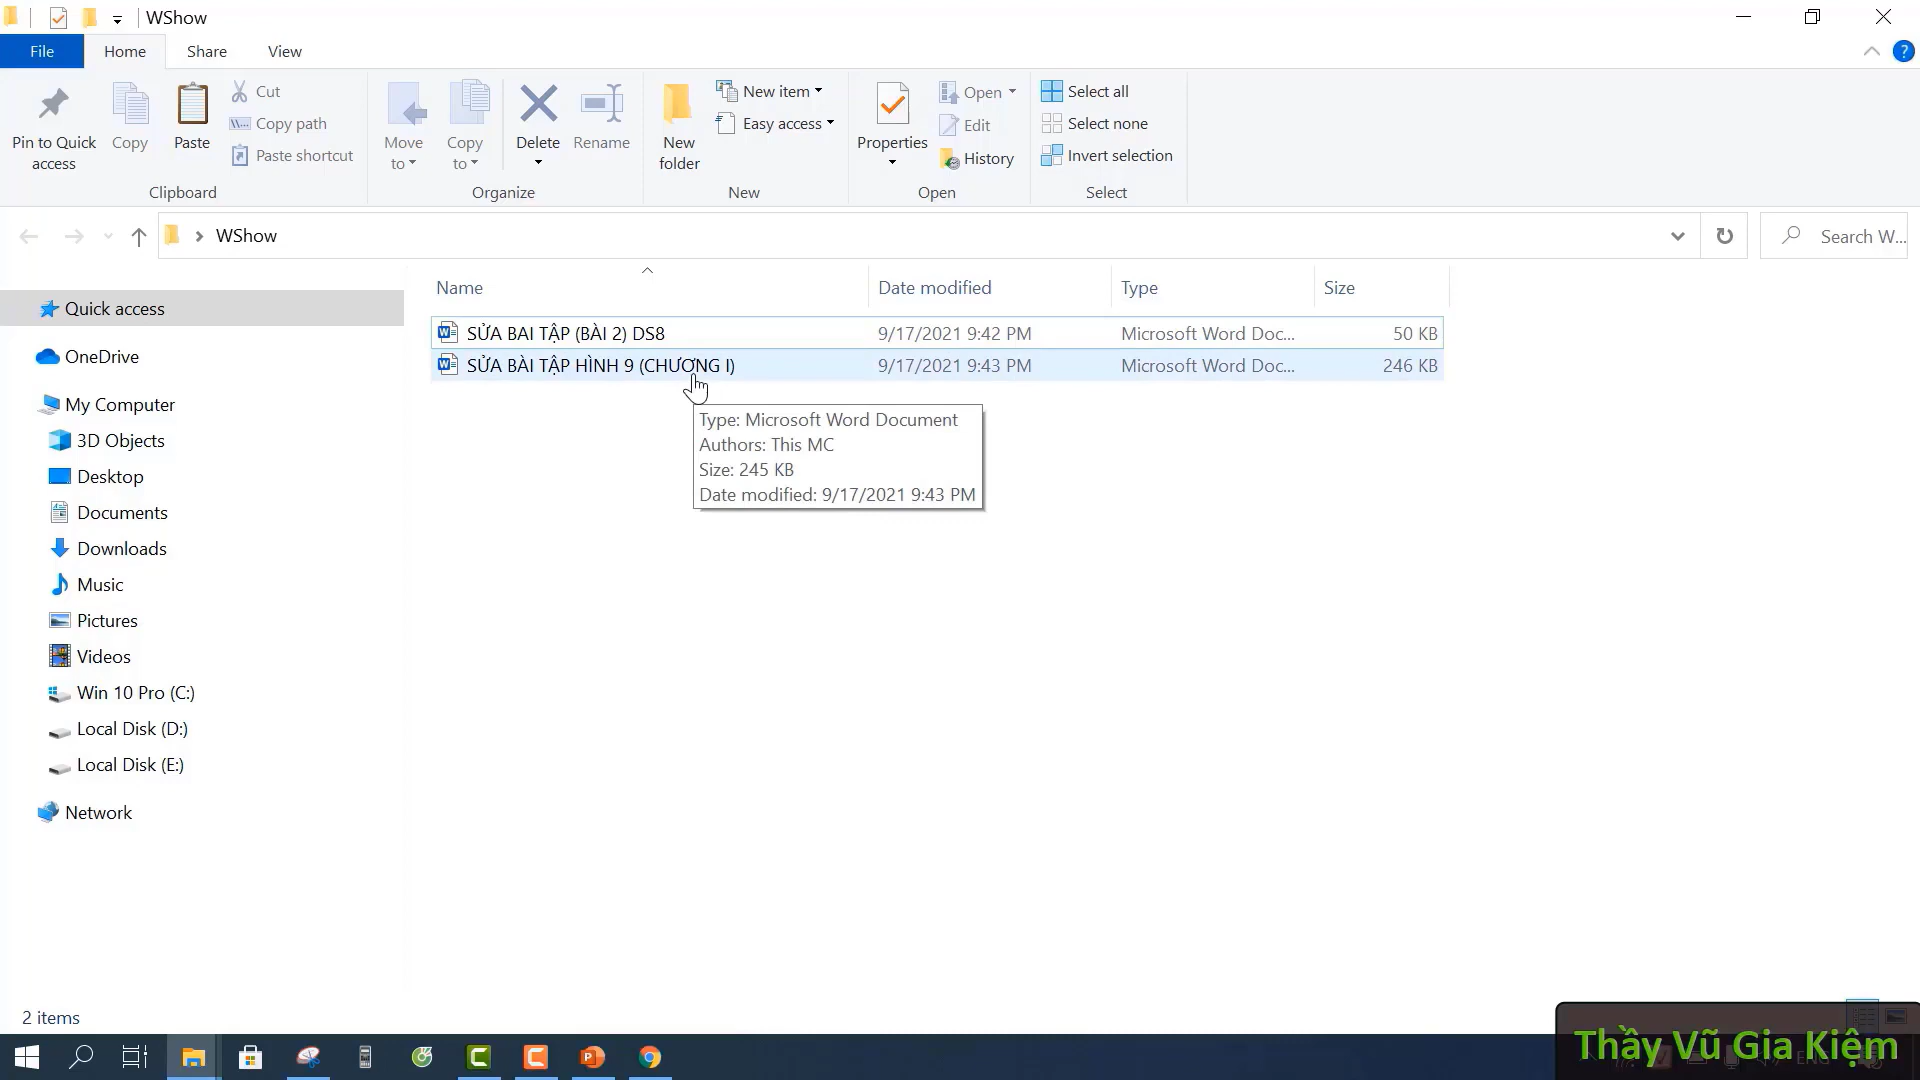 WShow
File Home Share View
Pin to Quick access
Copy
Paste
Cut
Copy path
Paste shortcut
Clipboard
Move to
Copy to
Delete
Rename
Organize
New folder
New item
Easy access
New
Properties
Open
Edit
History
Open
Select all
Select none
Invert selection
Select
WShow
Search W...
Name Date modified Type Size
SỬA BAI TẬP (BÀI 2) DS8 9/17/2021 9:42 PM Microsoft Word Doc... 50 KB
SỬA BÀI TẬP HÌNH 9 (CHƯƠNG I) 9/17/2021 9:43 PM Microsoft Word Doc... 246 KB
Type: Microsoft Word Document
Authors: This MC
Size: 245 KB
Date modified: 9/17/2021 9:43 PM
Quick access
OneDrive
My Computer
3D Objects
Desktop
Documents
Downloads
Music
Pictures
Videos
Win 10 Pro (C:)
Local Disk (D:)
Local Disk (E:)
Network
2 items
Thầy Vũ Gia Kiệm